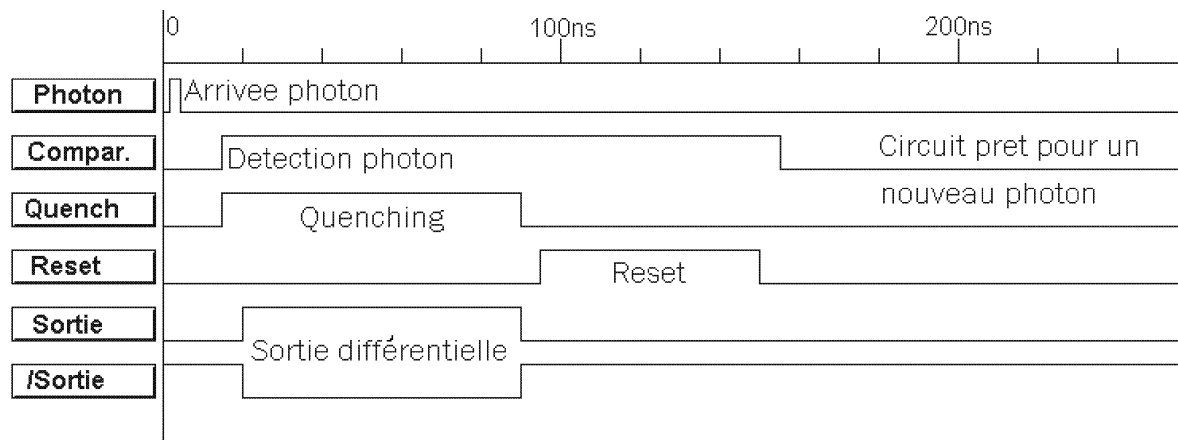 0 100ns 200ns
Photon Arrivee photon
Compar. Detection photon Circuit pret pour un
Quench Quenching nouveau photon
Reset Reset
Sortie
Sortie différentielle
/Sortie